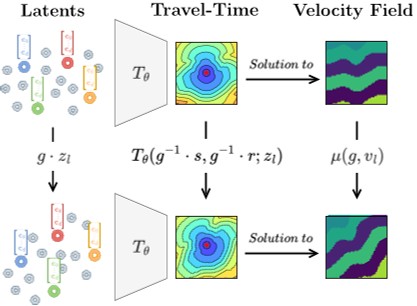 Latents Travel-Time Velocity Field
T_θ
Solution to
g · z_l T_θ(g^{-1} · s, g^{-1} · r; z_l) μ(g, v_l)
T_θ
Solution to